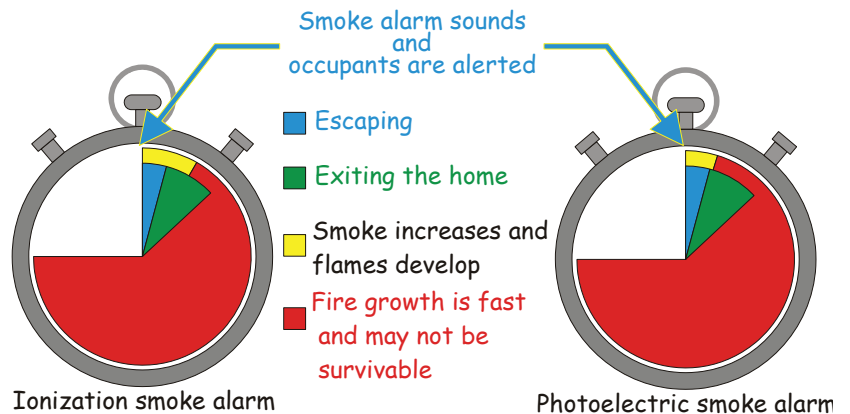 Smoke alarm sounds
and
occupants are alerted
Escaping
Exiting the home
Smoke increases and
flames develop
Fire growth is fast
and may not be
survivable
Ionization smoke alarm
Photoelectric smoke alarm